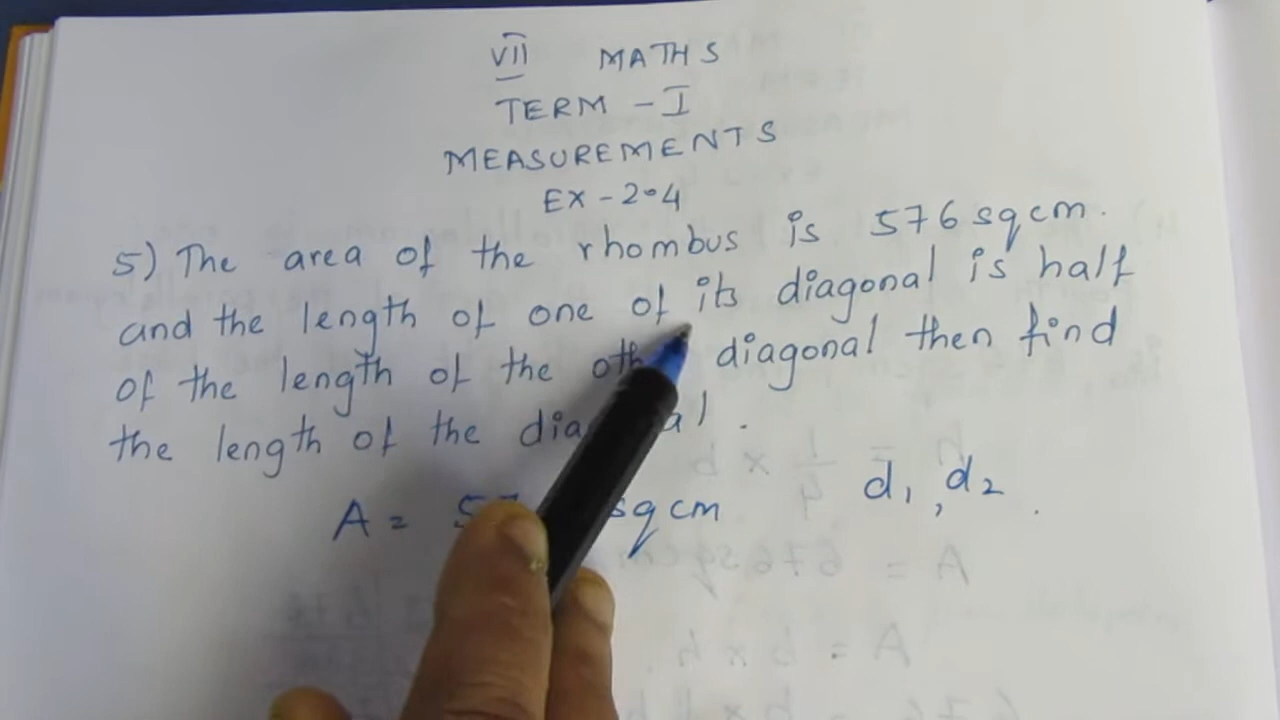 VII MATHS
TERM - I
MEASUREMENTS
EX - 2.4
5) The area of the rhombus is 576 sq cm.
and the length of one of its diagonal is half
of the length of the diagonal then find
the length of the
A = sq cm d1, d2